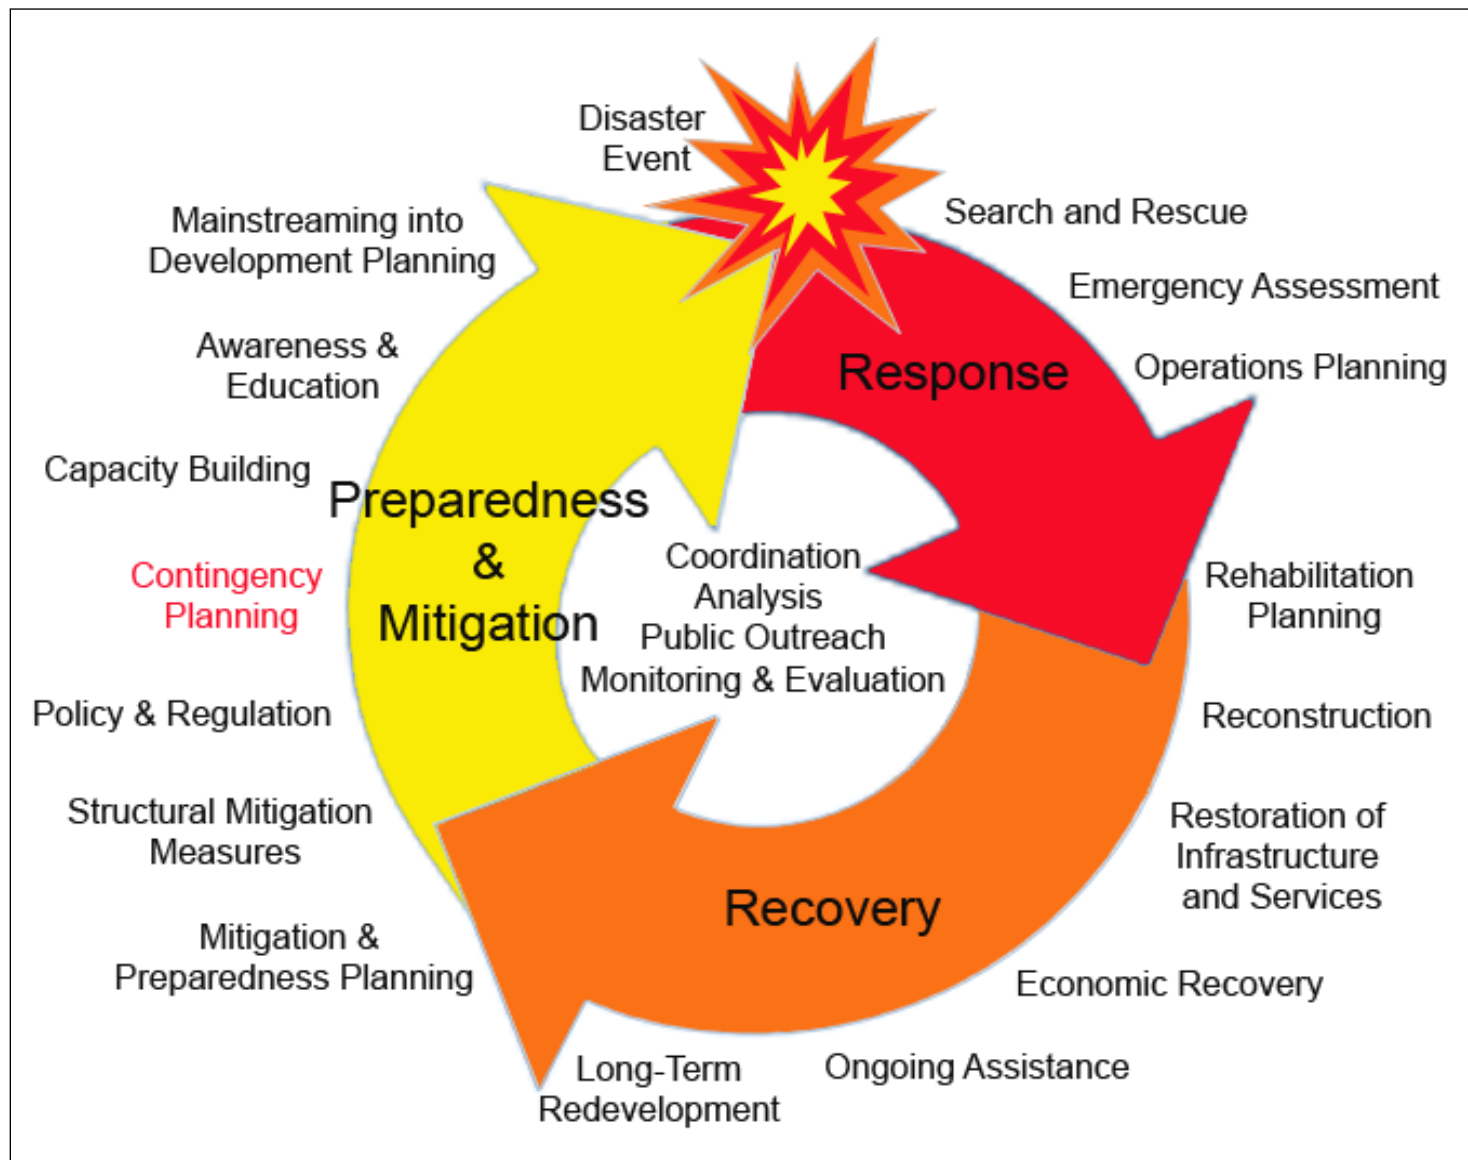 Disaster
Event
Search and Rescue
Emergency Assessment
Operations Planning
Response
Rehabilitation
Planning
Reconstruction
Restoration of
Infrastructure
and Services
Economic Recovery
Ongoing Assistance
Long-Term
Redevelopment
Recovery
Mitigation &
Preparedness Planning
Structural Mitigation
Measures
Policy & Regulation
Contingency
Planning
Capacity Building
Awareness &
Education
Mainstreaming into
Development Planning
Preparedness
&
Mitigation
Coordination
Analysis
Public Outreach
Monitoring & Evaluation